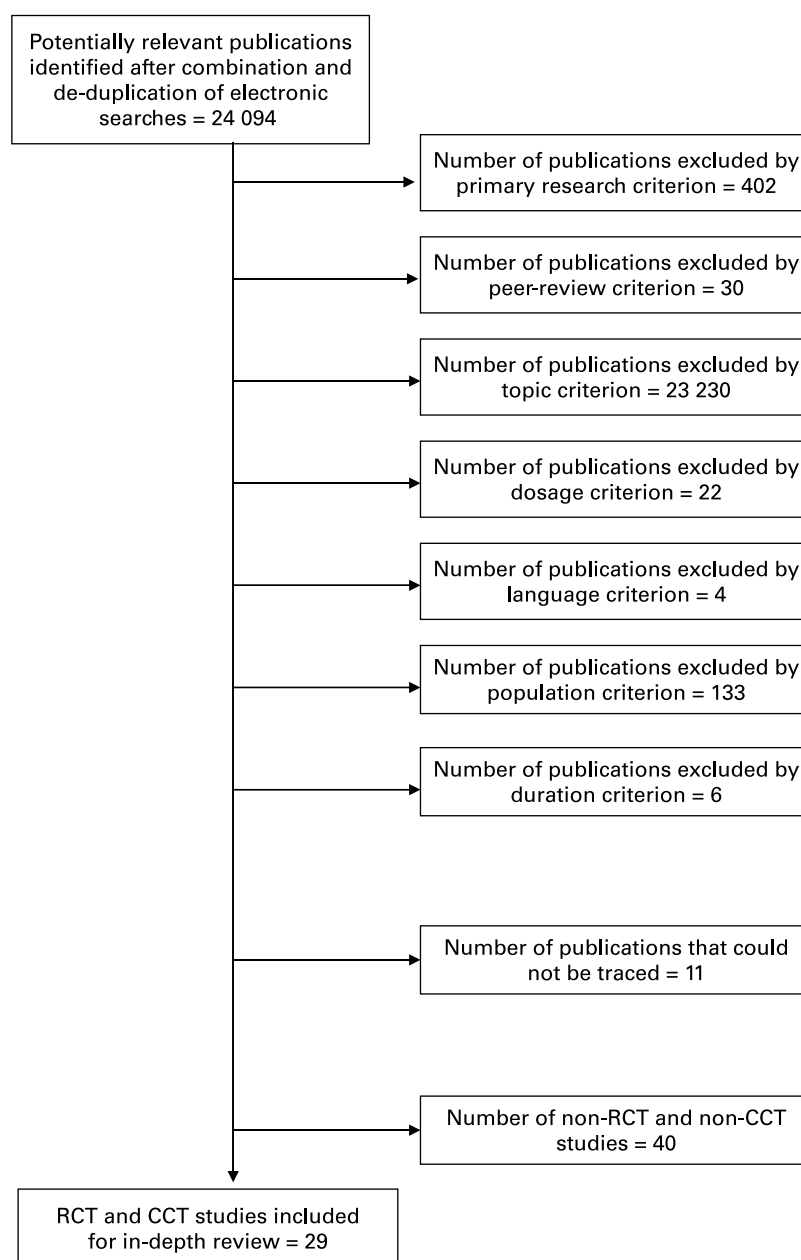 Potentially relevant publications
identified after combination and
de-duplication of electronic
searches = 24 094
Number of publications excluded by
primary research criterion = 402
Number of publications excluded by
peer-review criterion = 30
Number of publications excluded by
topic criterion = 23 230
Number of publications excluded by
dosage criterion = 22
Number of publications excluded by
language criterion = 4
Number of publications excluded by
population criterion = 133
Number of publications excluded by
duration criterion = 6
Number of publications that could
not be traced = 11
Number of non-RCT and non-CCT
studies = 40
RCT and CCT studies included
for in-depth review = 29